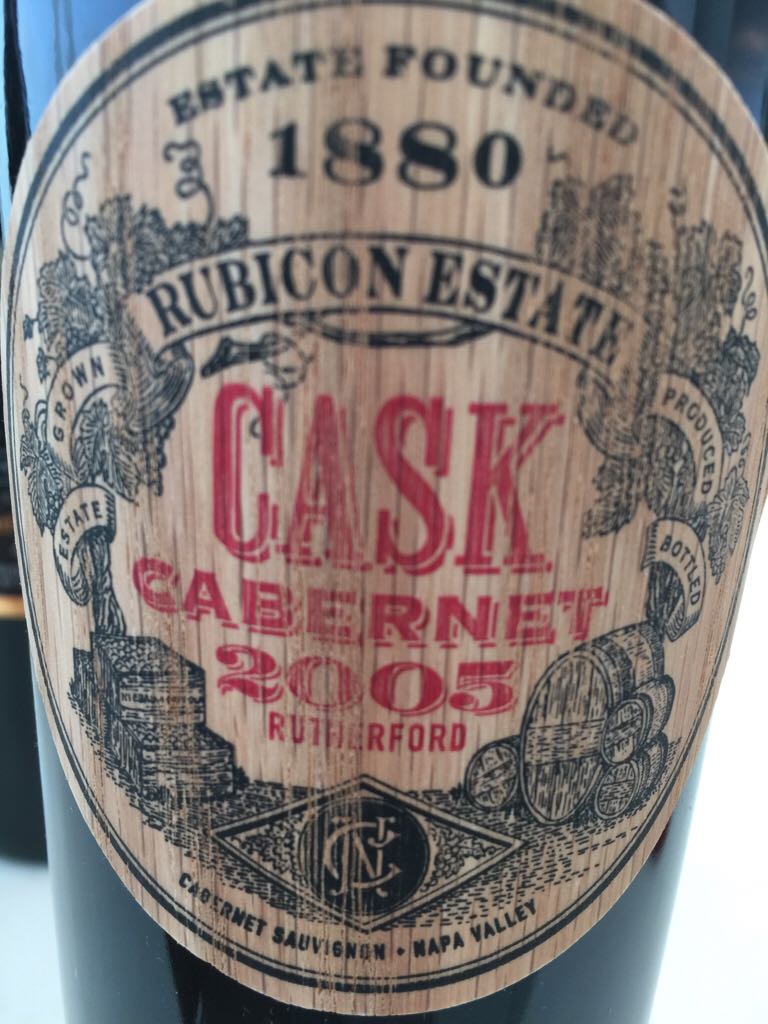 ESTATE FOUNDED
1880
RUBICON ESTATE
GROWN
PRODUCED
ESTATE
BOTTLED
CASK
CABERNET
2005
RUTHERFORD
CABERNET SAUVIGNON • NAPA VALLEY